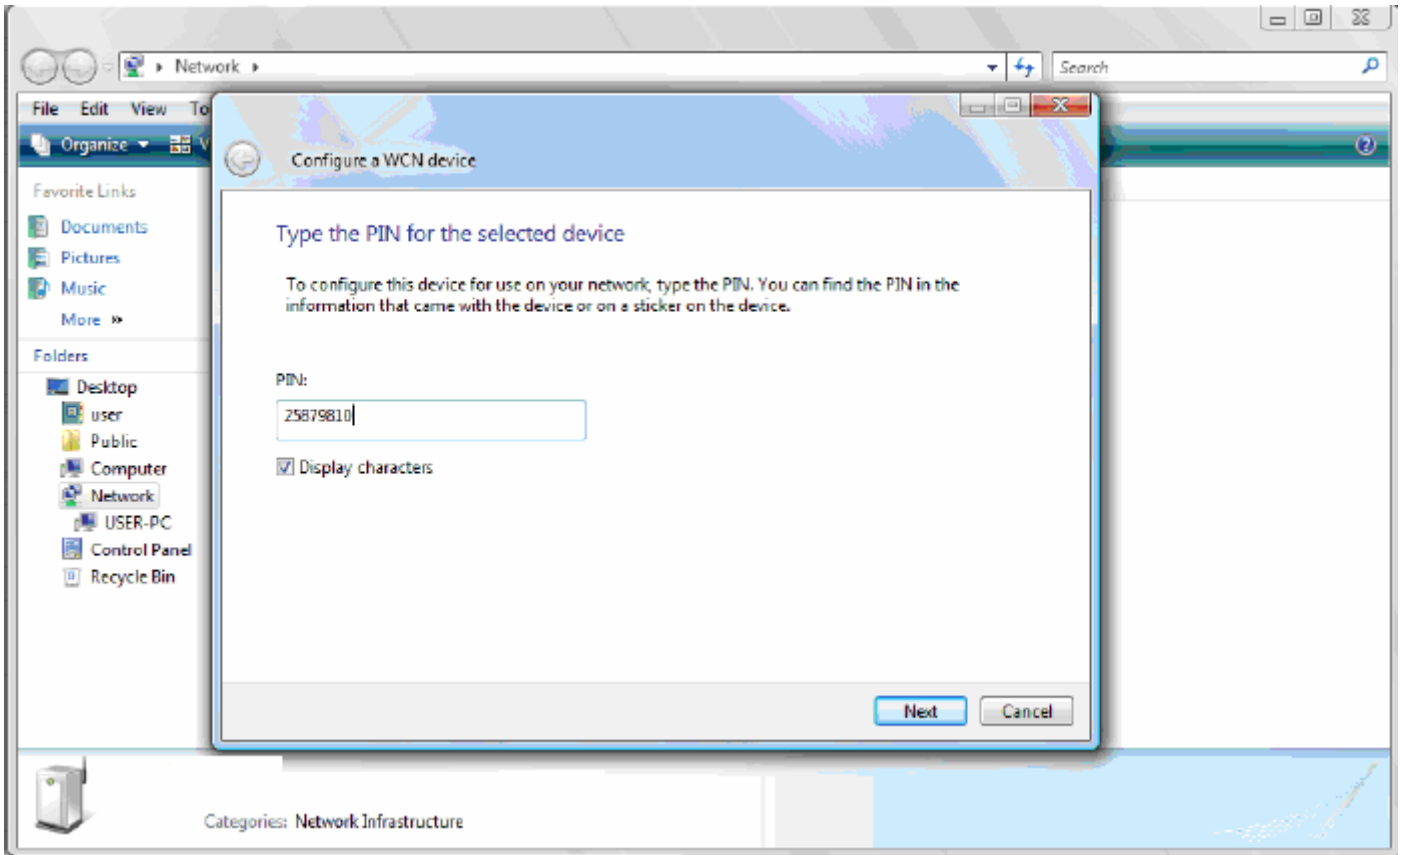 Network
Search
File Edit View To
Organize V
Configure a WCN device
Favorite Links
Documents
Pictures
Music
More »
Folders
Desktop
user
Public
Computer
Network
USER-PC
Control Panel
Recycle Bin
Type the PIN for the selected device
To configure this device for use on your network, type the PIN. You can find the PIN in the
information that came with the device or on a sticker on the device.
PIN:
25879810
Display characters
Next Cancel
Categories: Network Infrastructure